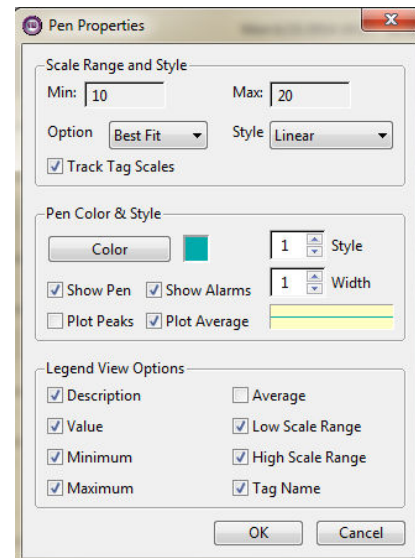 Pen Properties
Scale Range and Style
Min: 10 Max: 20
Option Best Fit Style Linear
Track Tag Scales
Pen Color & Style
Color 1 Style
Show Pen Show Alarms 1 Width
Plot Peaks Plot Average
Legend View Options
Description Average
Value Low Scale Range
Minimum High Scale Range
Maximum Tag Name
OK Cancel